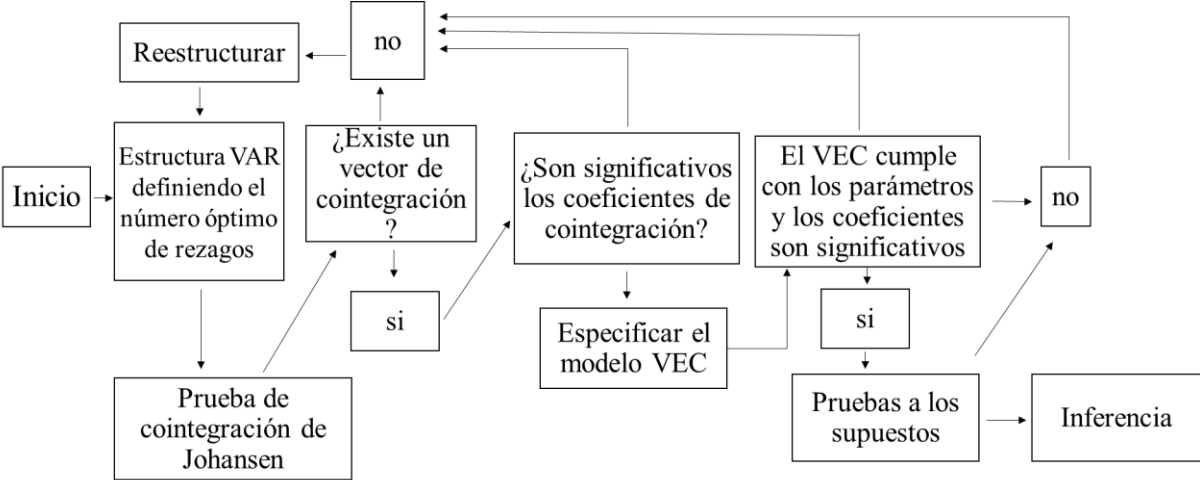 Reestructurar
no
Inicio
Estructura VAR
definiendo el
número óptimo
de rezagos
¿Existe un
vector de
cointegración
?
si
Prueba de
cointegración de
Johansen
¿Son significativos
los coeficientes de
cointegración?
Especificar el
modelo VEC
El VEC cumple
con los parámetros
y los coeficientes
son significativos
no
si
Pruebas a los
supuestos
Inferencia